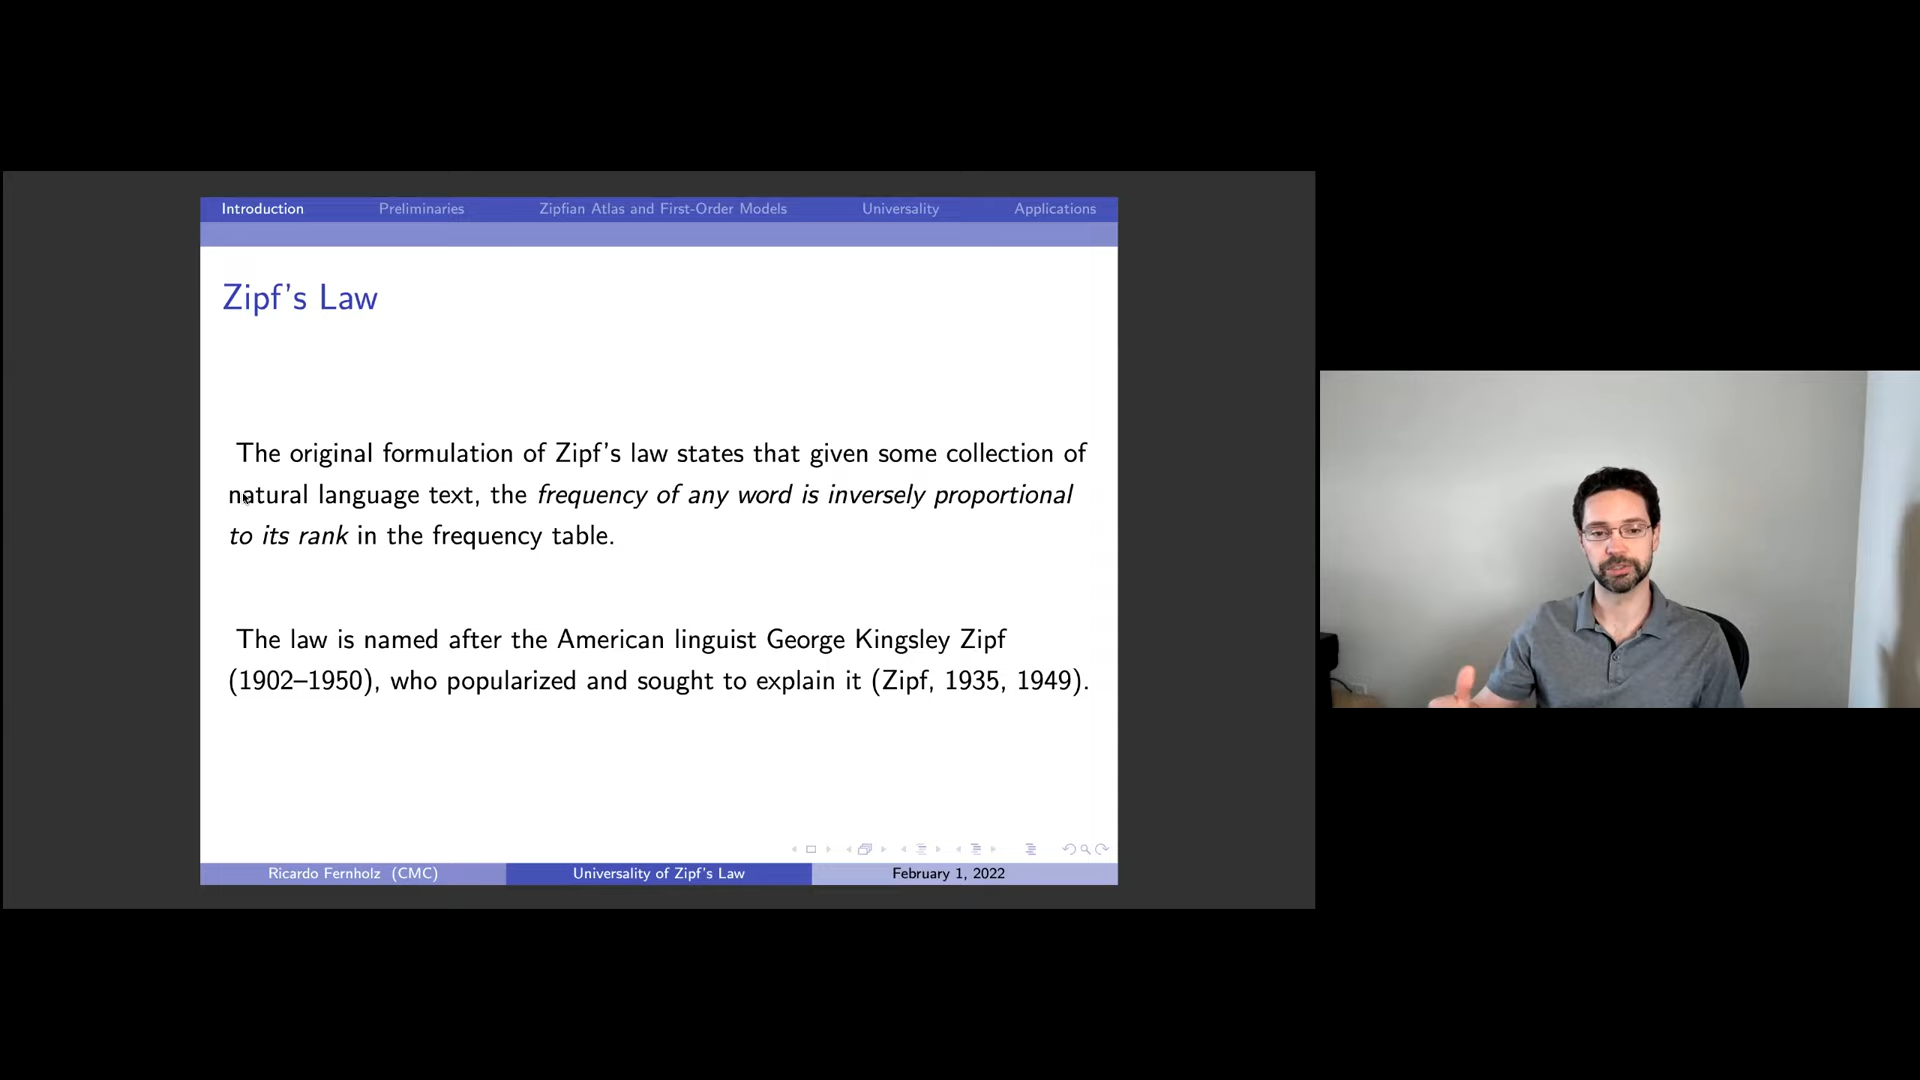 Introduction Preliminaries Zipfian Atlas and First-Order Models Universality Applications
Zipf's Law
The original formulation of Zipf's law states that given some collection of
natural language text, the frequency of any word is inversely proportional
to its rank in the frequency table.
The law is named after the American linguist George Kingsley Zipf
(1902–1950), who popularized and sought to explain it (Zipf, 1935, 1949).
Ricardo Fernholz (CMC) Universality of Zipf's Law February 1, 2022